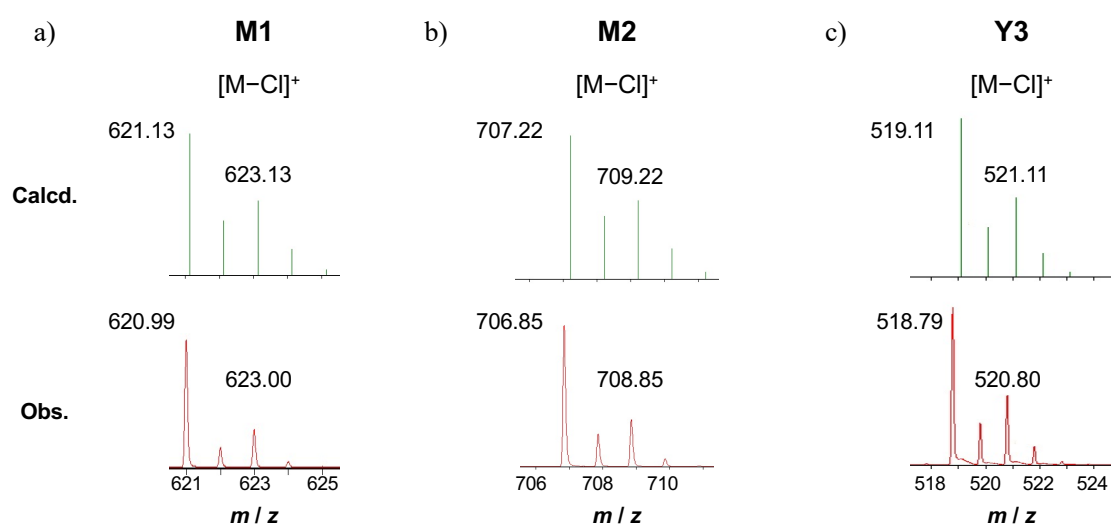 a) M1 b) M2 c) Y3
[M−Cl]⁺ [M−Cl]⁺ [M−Cl]⁺
621.13 707.22 519.11
623.13 709.22 521.11
Calcd.
620.99 706.85 518.79
623.00 708.85 520.80
Obs.
621 623 625 706 708 710 518 520 522 524
m / z m / z m / z